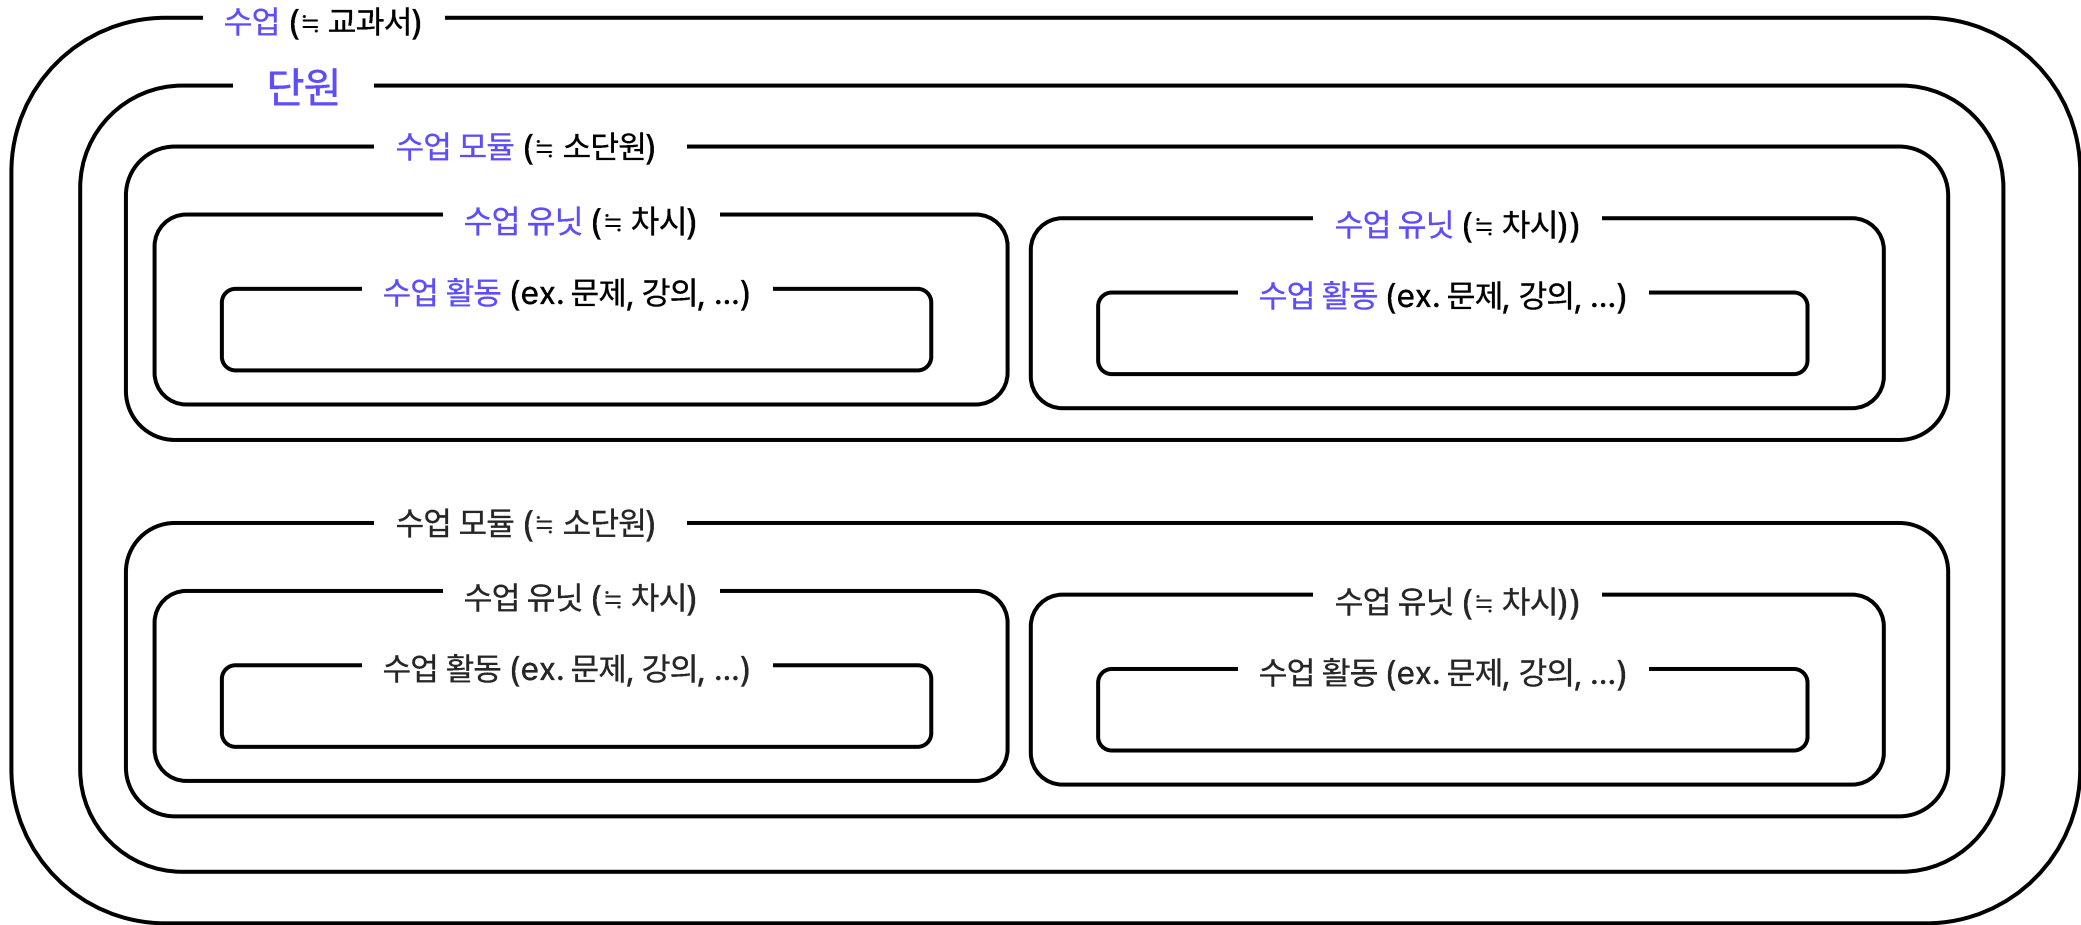 수업 (≒ 교과서)
단원
수업 모듈 (≒ 소단원)
수업 유닛 (≒ 차시)
수업 유닛 (≒ 차시))
수업 활동 (ex. 문제, 강의, ...)
수업 활동 (ex. 문제, 강의, ...)
수업 모듈 (≒ 소단원)
수업 유닛 (≒ 차시)
수업 유닛 (≒ 차시))
수업 활동 (ex. 문제, 강의, ...)
수업 활동 (ex. 문제, 강의, ...)